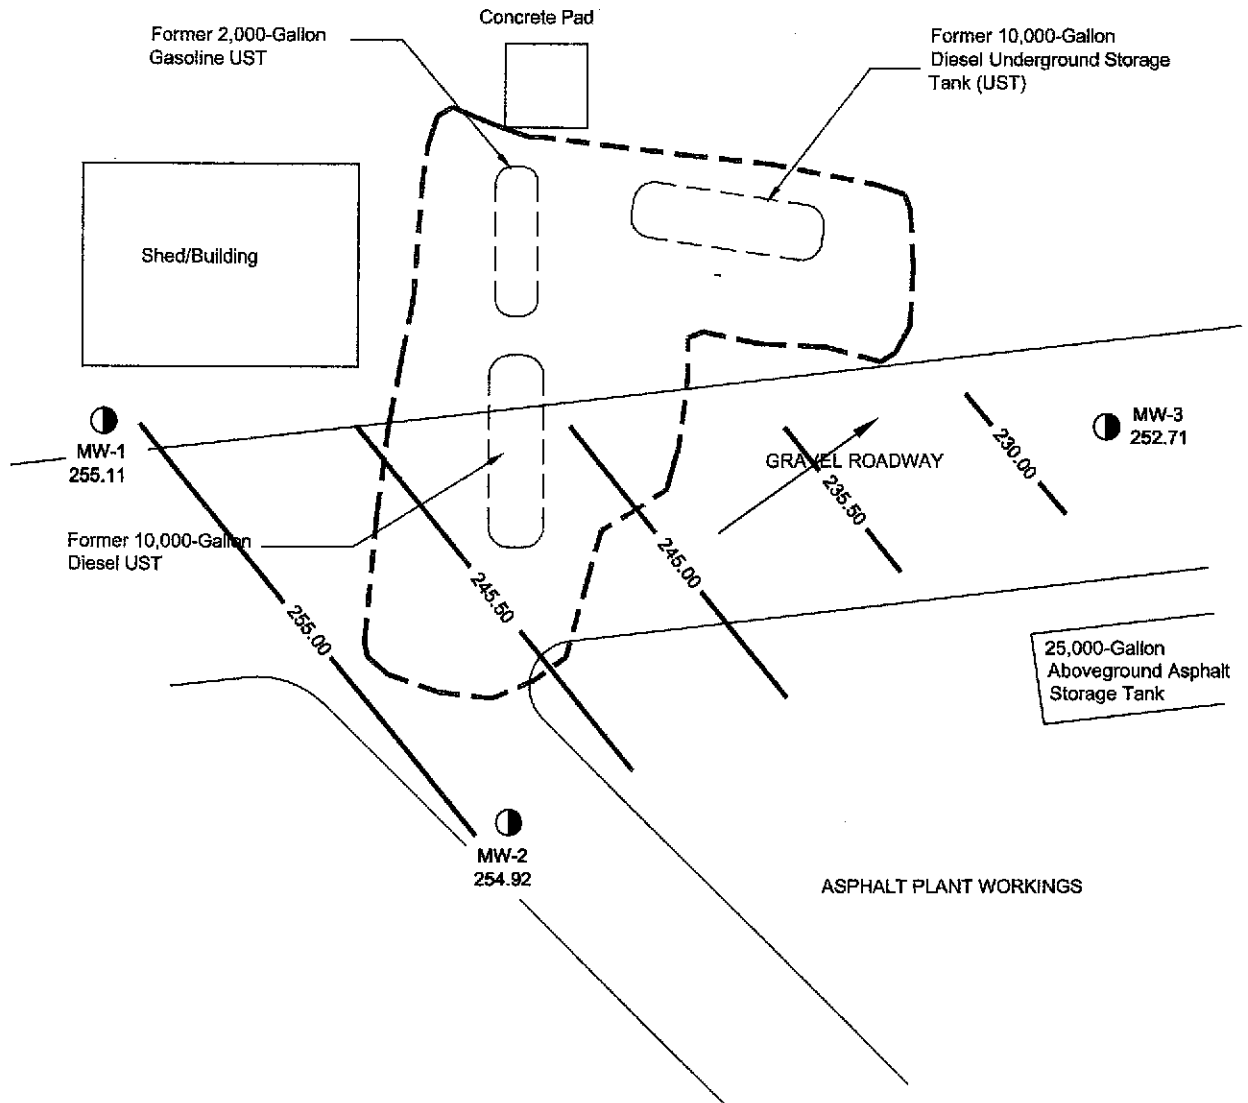 Concrete Pad
Former 2,000-Gallon
Gasoline UST
Former 10,000-Gallon
Diesel Underground Storage
Tank (UST)
Shed/Building
MW-1
255.11
MW-3
252.71
GRAVEL ROADWAY
230.00
235.50
245.00
245.50
255.00
Former 10,000-Gallon
Diesel UST
25,000-Gallon
Aboveground Asphalt
Storage Tank
MW-2
254.92
ASPHALT PLANT WORKINGS